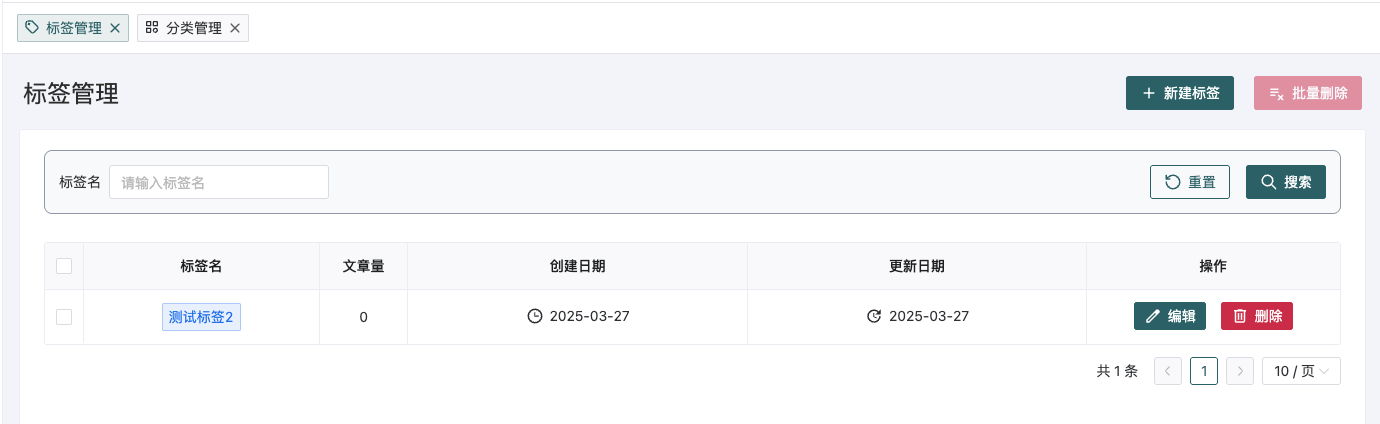 标签管理 分类管理
标签管理 新建标签 批量删除
标签名 请输入标签名 重置 搜索
标签名 文章量 创建日期 更新日期 操作
测试标签2 0 2025-03-27 2025-03-27 编辑 删除
共 1 条 1 10 / 页